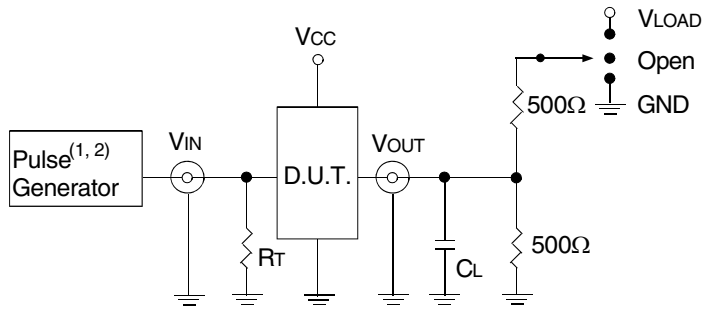 VCC
VLOAD
Open
GND
500Ω
Pulse(1, 2)
Generator
VIN
D.U.T.
VOUT
RT
CL
500Ω